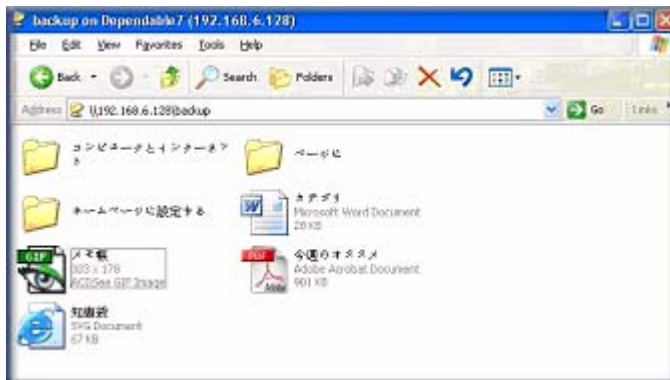 backup on Dependable7 (192.168.6.128)
File Edit View Favorites Tools Help
Back Search Folders
Address \\192.168.6.128\backup Go Links
コンピュータとインターネット
ページに
ホームページに設定する
カテゴリ
Microsoft Word Document
28 KB
メモ帳
303 x 178
ACDSee GIF Image
今週のオススメ
Adobe Acrobat Document
901 KB
知恵袋
SVG Document
67 KB
GIF
PDF
Adobe